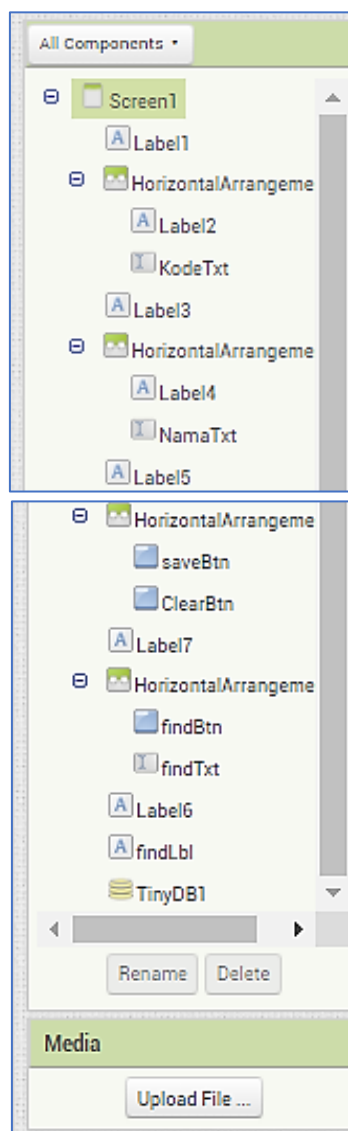 All Components
Screen1
Label1
HorizontalArrangeme
Label2
KodeTxt
Label3
HorizontalArrangeme
Label4
NamaTxt
Label5
HorizontalArrangeme
saveBtn
ClearBtn
Label7
HorizontalArrangeme
findBtn
findTxt
Label6
findLbl
TinyDB1
Rename Delete
Media
Upload File ...